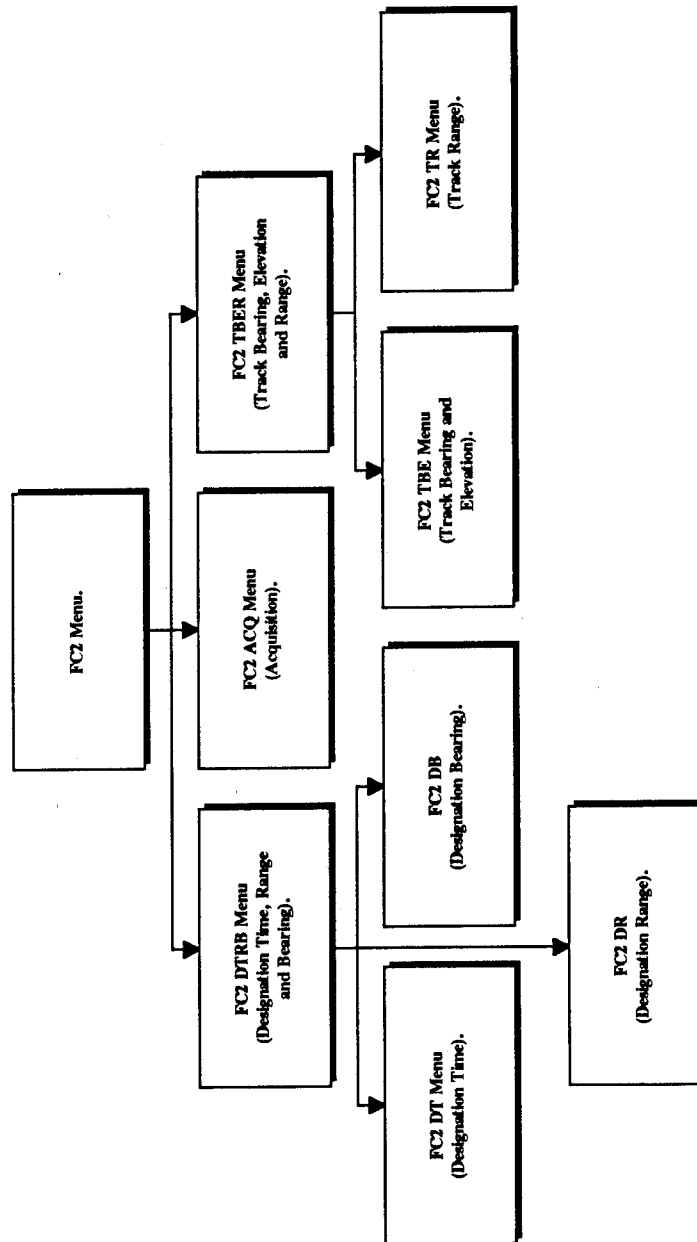 FC2 Menu.
FC2 DTRB Menu
(Designation Time, Range
and Bearing).
FC2 ACQ Menu
(Acquisition).
FC2 TBER Menu
(Track Bearing, Elevation
and Range).
FC2 DT Menu
(Designation Time).
FC2 DB
(Designation Bearing).
FC2 TBE Menu
(Track Bearing and
Elevation).
FC2 TR Menu
(Track Range).
FC2 DR
(Designation Range).